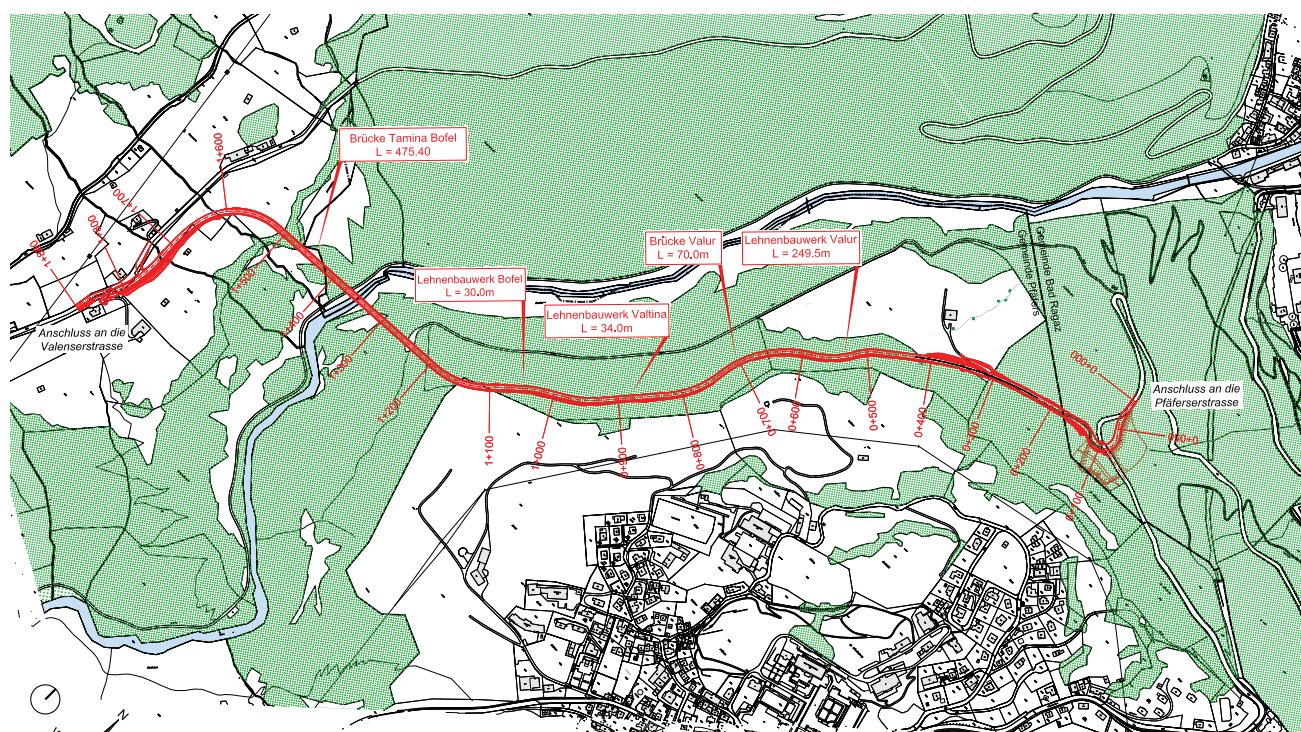 Brücke Tamina Bofel
L = 475.40
1+600
1+700
1+800
1+500
Brücke Valur
L = 70.0m
Lehnenbauwerk Valur
L = 249.5m
Gemeinde Bad Ragaz
Gemeinde Pfäfers
Lehnenbauwerk Bofel
L = 30.0m
Lehnenbauwerk Valtina
L = 34.0m
Anschluss an die
Valenserstrasse
Anschluss an die
Pfäferserstrasse
0+000
1+200
1+100
1+000
0+900
0+800
0+700
0+600
0+500
0+400
0+300
0+200
0+100
N